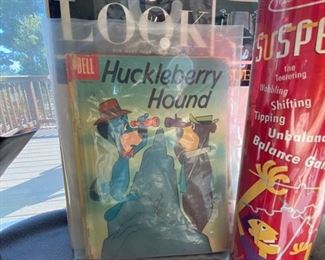 LOOK
DELL
Huckleberry
Hound
SUSPE
the
Teetering
Wobbling
Shifting
Tipping
Unbalan
Balance Gam